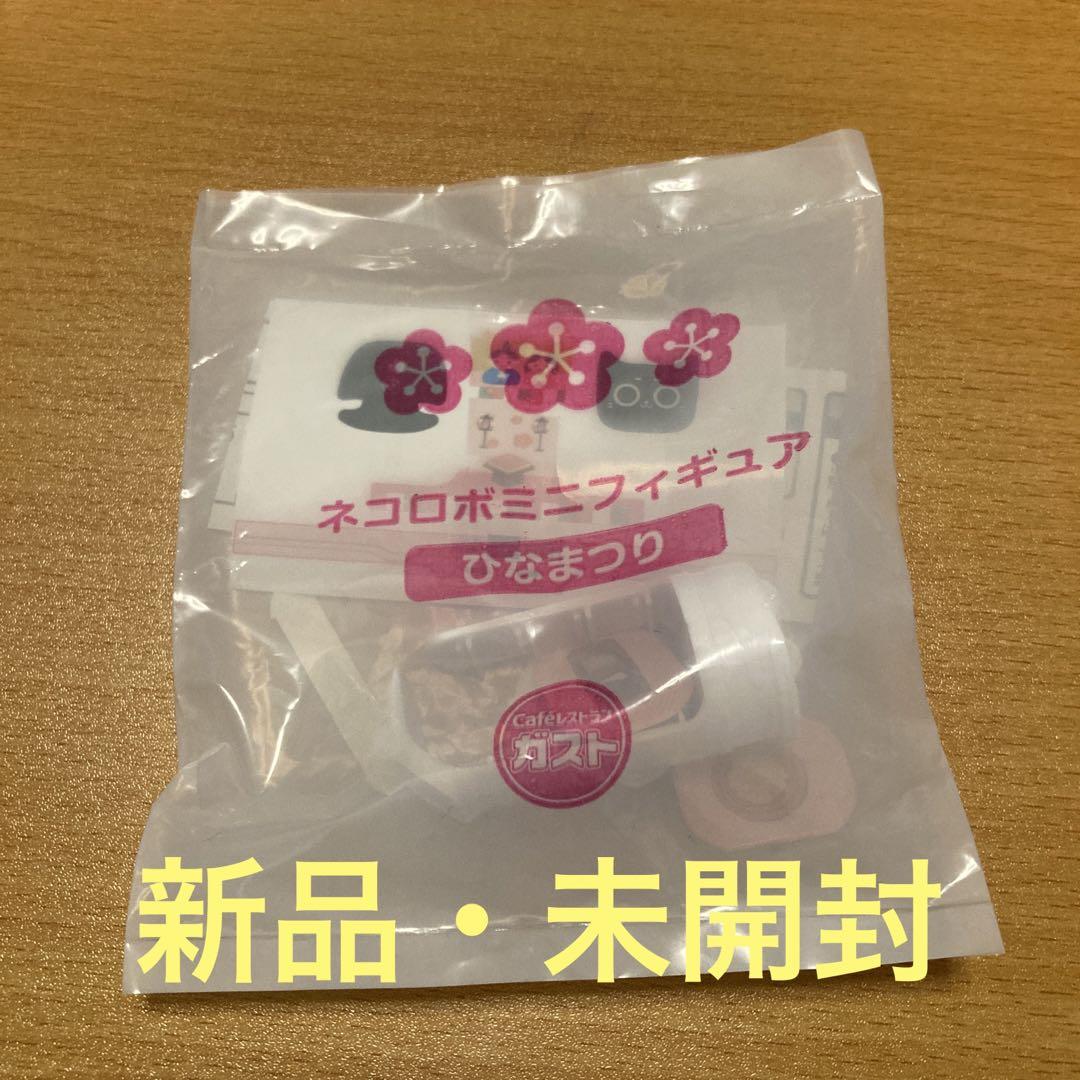 ネコロボミニフィギュア
ひなまつり
Caféレストラン
ガスト
新品・未開封